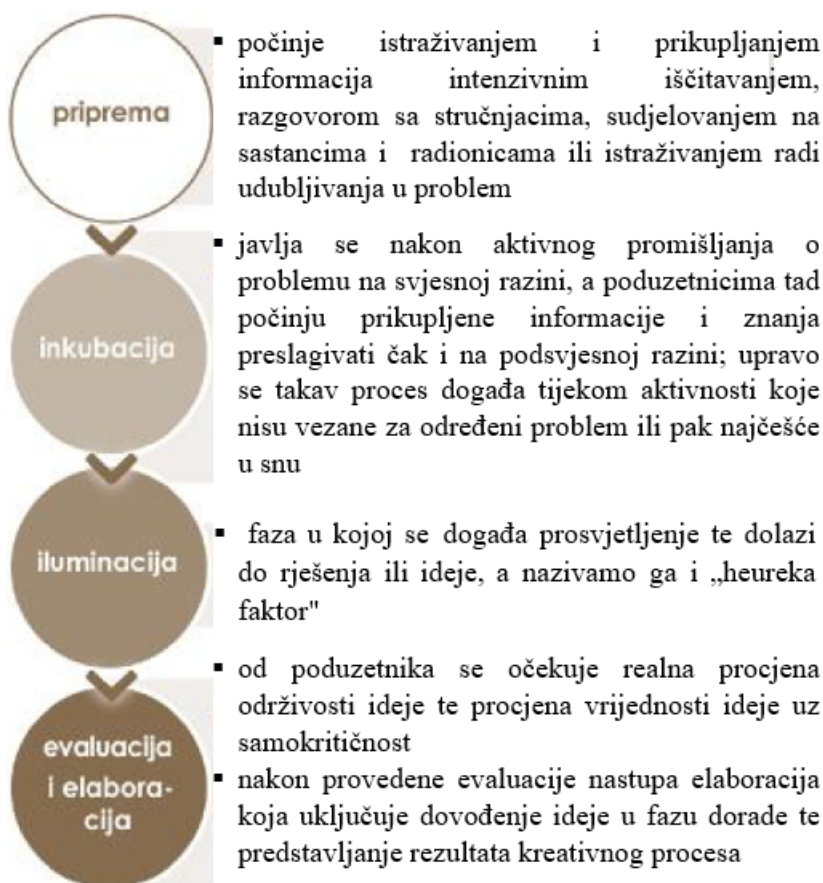 priprema
▪ počinje istraživanjem i prikupljanjem
informacija intenzivnim iščitavanjem,
razgovorom sa stručnjacima, sudjelovanjem na
sastancima i radionicama ili istraživanjem radi
udubljivanja u problem
inkubacija
▪ javlja se nakon aktivnog promišljanja o
problemu na svjesnoj razini, a poduzetnicima tad
počinju prikupljene informacije i znanja
preslagivati čak i na podsvjesnoj razini; upravo
se takav proces događa tijekom aktivnosti koje
nisu vezane za određeni problem ili pak najčešće
u snu
iluminacija
▪ faza u kojoj se događa prosvjetljenje te dolazi
do rješenja ili ideje, a nazivamo ga i „heureka
faktor"
evaluacija
i elabora-
cija
▪ od poduzetnika se očekuje realna procjena
održivosti ideje te procjena vrijednosti ideje uz
samokritičnost
▪ nakon provedene evaluacije nastupa elaboracija
koja uključuje dovođenje ideje u fazu dorade te
predstavljanje rezultata kreativnog procesa